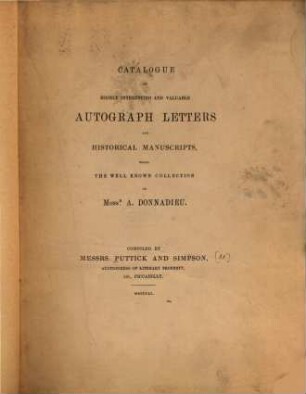 CATALOGUE
OF
HIGHLY INTERESTING AND VALUABLE
AUTOGRAPH LETTERS
AND
HISTORICAL MANUSCRIPTS,
BEING
THE WELL KNOWN COLLECTION
OF
Monsr A. DONNADIEU.
COMPILED BY
MESSRS. PUTTICK AND SIMPSON,
AUCTIONEERS OF LITERARY PROPERTY,
191, PICCADILLY.
MDCCCLI.